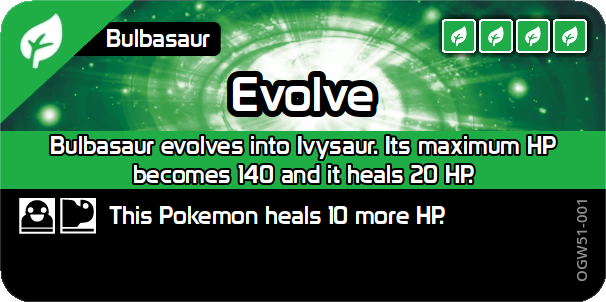 Bulbasaur
Evolve
Bulbasaur evolves into Ivysaur. Its maximum HP
becomes 140 and it heals 20 HP.
This Pokemon heals 10 more HP.
OGW51-001